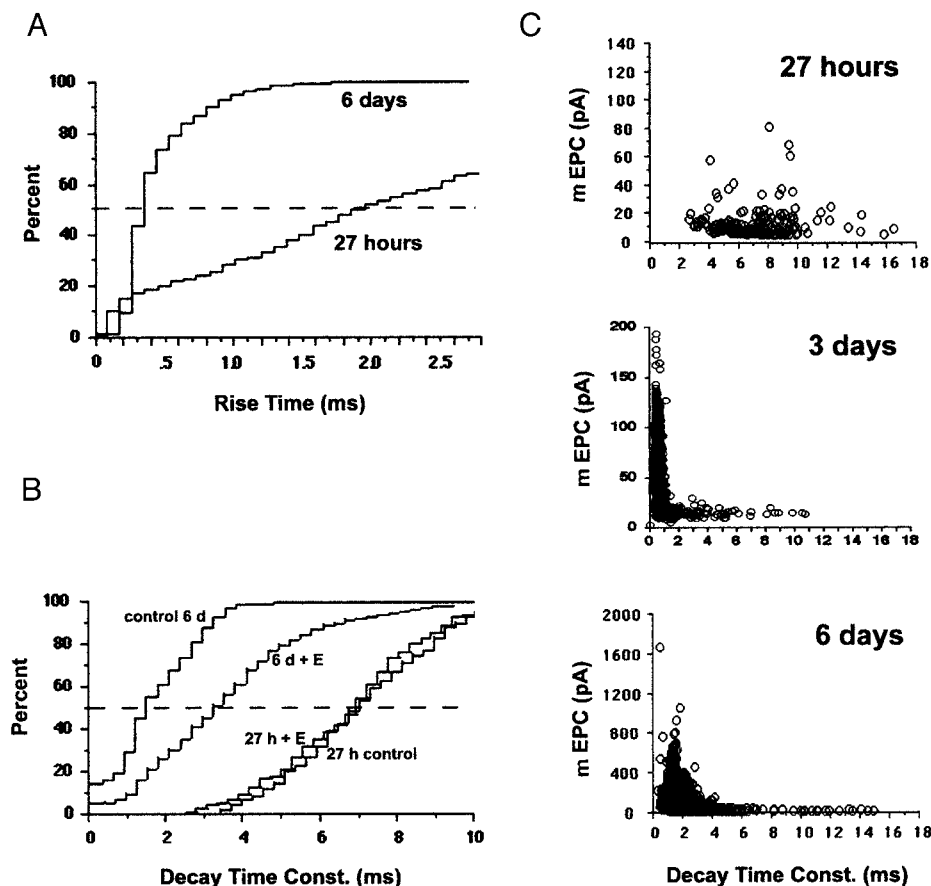 A
100
80
60
40
20
0
Percent
6 days
27 hours
0 .5 1.0 1.5 2.0 2.5
Rise Time (ms)
B
100
80
60
40
20
0
Percent
control 6 d
6 d + E
27 h + E
27 h control
0 2 4 6 8 10
Decay Time Const. (ms)
C
27 hours
140
120
100
80
60
40
20
0
m EPC (pA)
0 2 4 6 8 10 12 14 16 18
3 days
200
150
100
50
0
m EPC (pA)
0 2 4 6 8 10 12 14 16 18
6 days
2000
1600
1200
800
400
0
m EPC (pA)
0 2 4 6 8 10 12 14 16 18
Decay Time Const. (ms)